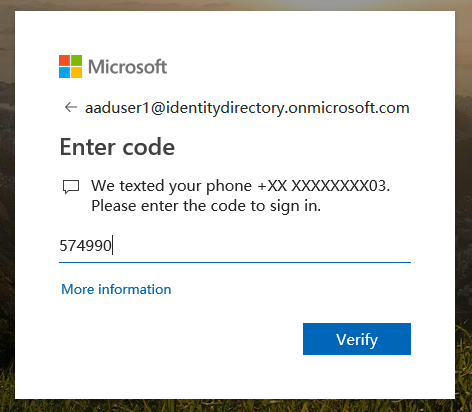 Microsoft
aaduser1@identitydirectory.onmicrosoft.com
Enter code
We texted your phone +XX XXXXXXXX03.
Please enter the code to sign in.
574990
More information
Verify